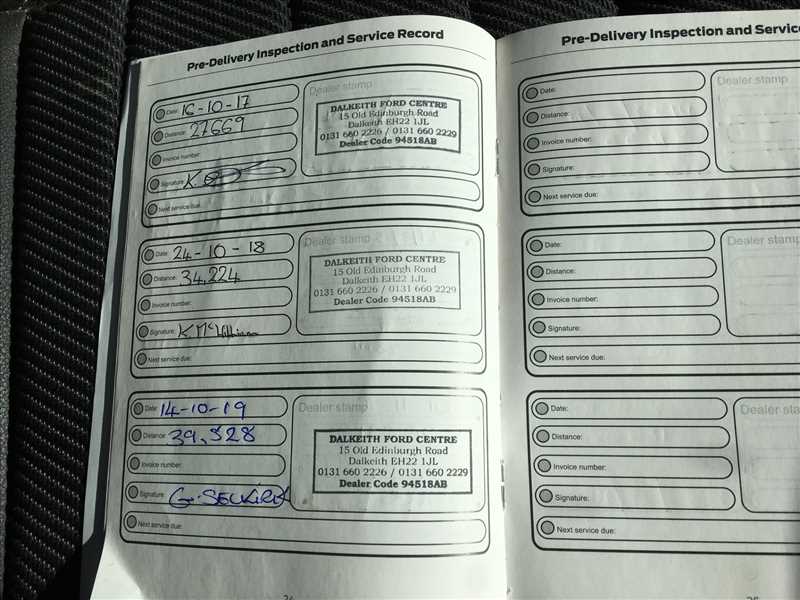 Pre-Delivery Inspection and Service Record
Date: 16-10-17
Distance: 27669
Invoice number:
Signature: K.
Next service due:
Dealer stamp
DALKEITH FORD CENTRE
15 Old Edinburgh Road
Dalkeith EH22 1JL
0131 660 2226 / 0131 660 2229
Dealer Code 94518AB
Date: 24-10-18
Distance: 34,224
Invoice number:
Signature: K.
Next service due:
Dealer stamp
DALKEITH FORD CENTRE
15 Old Edinburgh Road
Dalkeith EH22 1JL
0131 660 2226 / 0131 660 2229
Dealer Code 94518AB
Date: 14-10-19
Distance: 39,328
Invoice number:
Signature: G. SELKIRK
Next service due:
Dealer stamp
DALKEITH FORD CENTRE
15 Old Edinburgh Road
Dalkeith EH22 1JL
0131 660 2226 / 0131 660 2229
Dealer Code 94518AB
Pre-Delivery Inspection and Service
Date:
Distance:
Invoice number:
Signature:
Next service due:
Dealer stamp
Date:
Distance:
Invoice number:
Signature:
Next service due:
Dealer stamp
Date:
Distance:
Invoice number:
Signature:
Next service due:
Dealer stamp